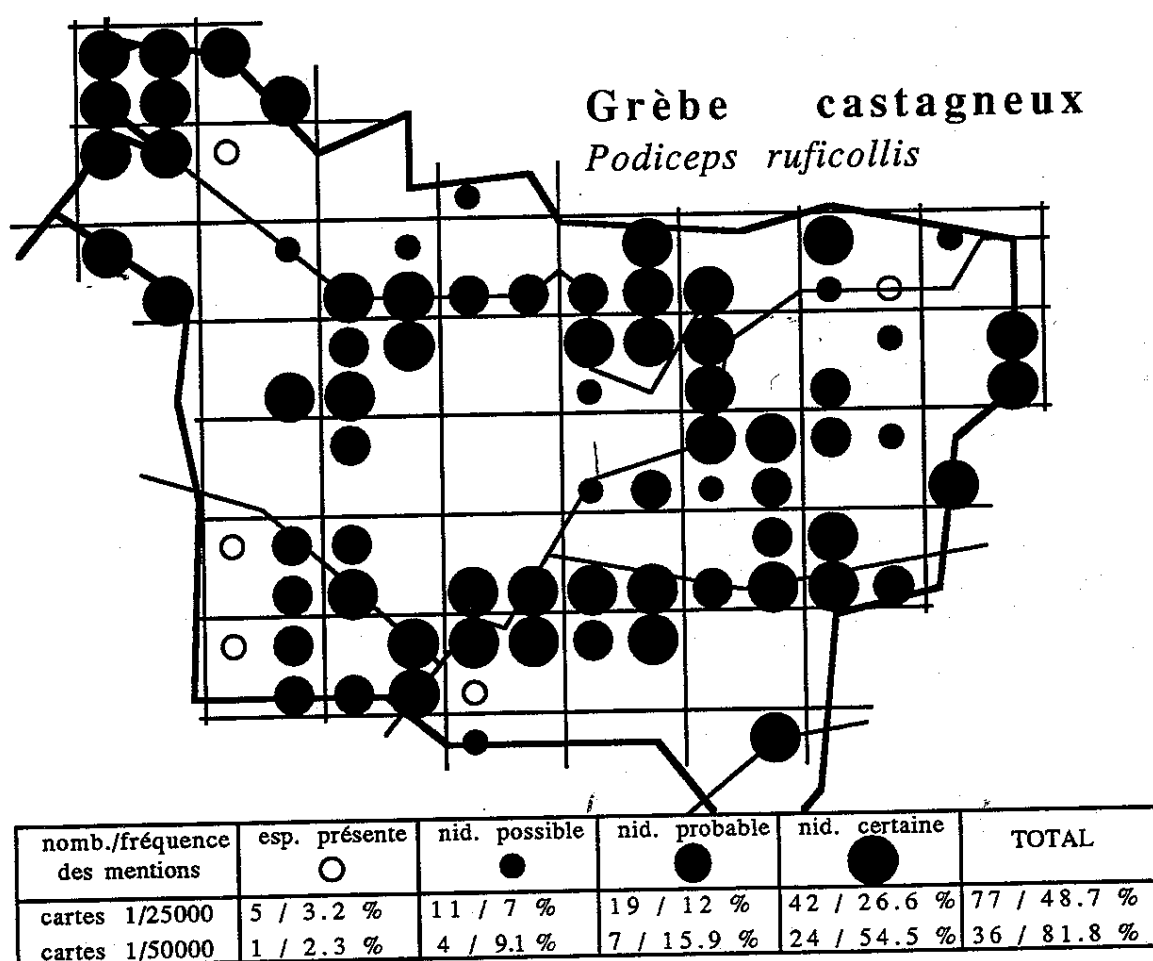 Grèbe castagneux
Podiceps ruficollis
nomb./fréquence des mentions
esp. présente
nid. possible
nid. probable
nid. certaine
TOTAL
cartes 1/25000 5 / 3.2 % 11 / 7 % 19 / 12 % 42 / 26.6 % 77 / 48.7 %
cartes 1/50000 1 / 2.3 % 4 / 9.1 % 7 / 15.9 % 24 / 54.5 % 36 / 81.8 %